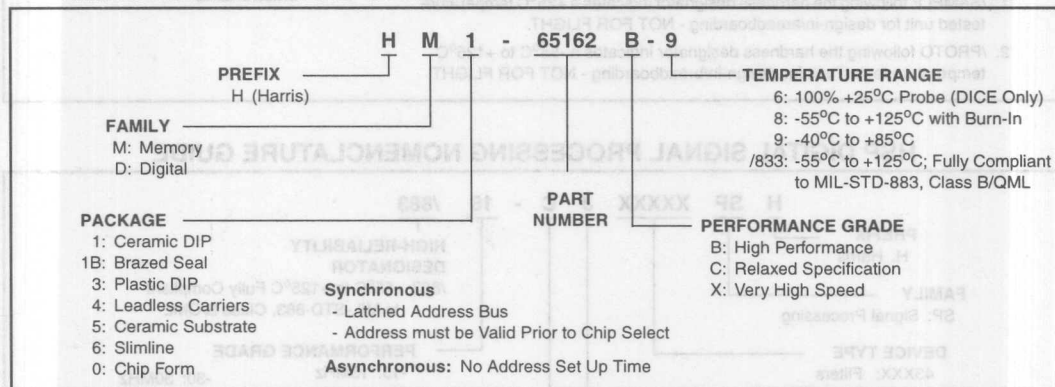 H M 1 - 65162 B - 9
PREFIX
H (Harris)
FAMILY
M: Memory
D: Digital
PACKAGE
1: Ceramic DIP
1B: Brazed Seal
3: Plastic DIP
4: Leadless Carriers
5: Ceramic Substrate
6: Slimline
0: Chip Form
PART
NUMBER
Synchronous
- Latched Address Bus
- Address must be Valid Prior to Chip Select
Asynchronous: No Address Set Up Time
TEMPERATURE RANGE
6: 100% +25°C Probe (DICE Only)
8: -55°C to +125°C with Burn-In
9: -40°C to +85°C
/833: -55°C to +125°C; Fully Compliant
to MIL-STD-883, Class B/QML
PERFORMANCE GRADE
B: High Performance
C: Relaxed Specification
X: Very High Speed